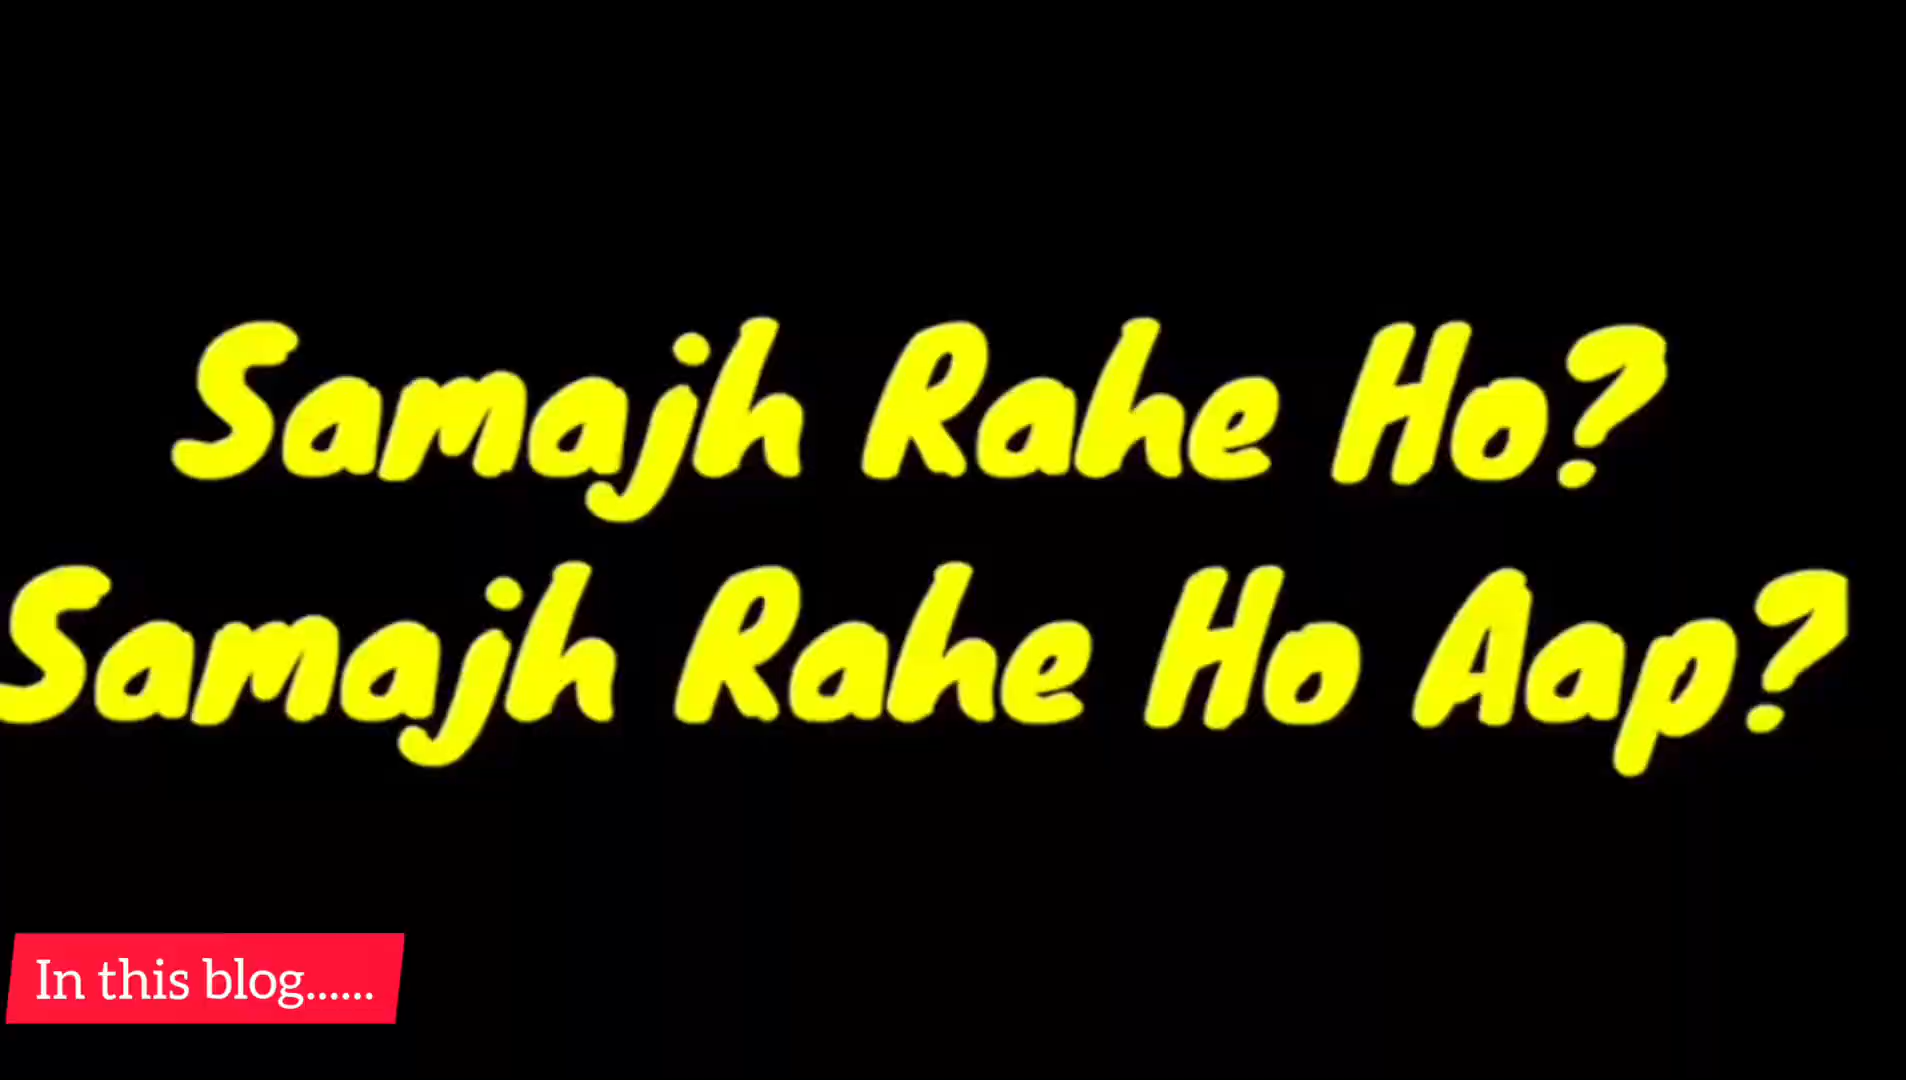 Samajh Rahe Ho?
Samajh Rahe Ho Aap?
In this blog......